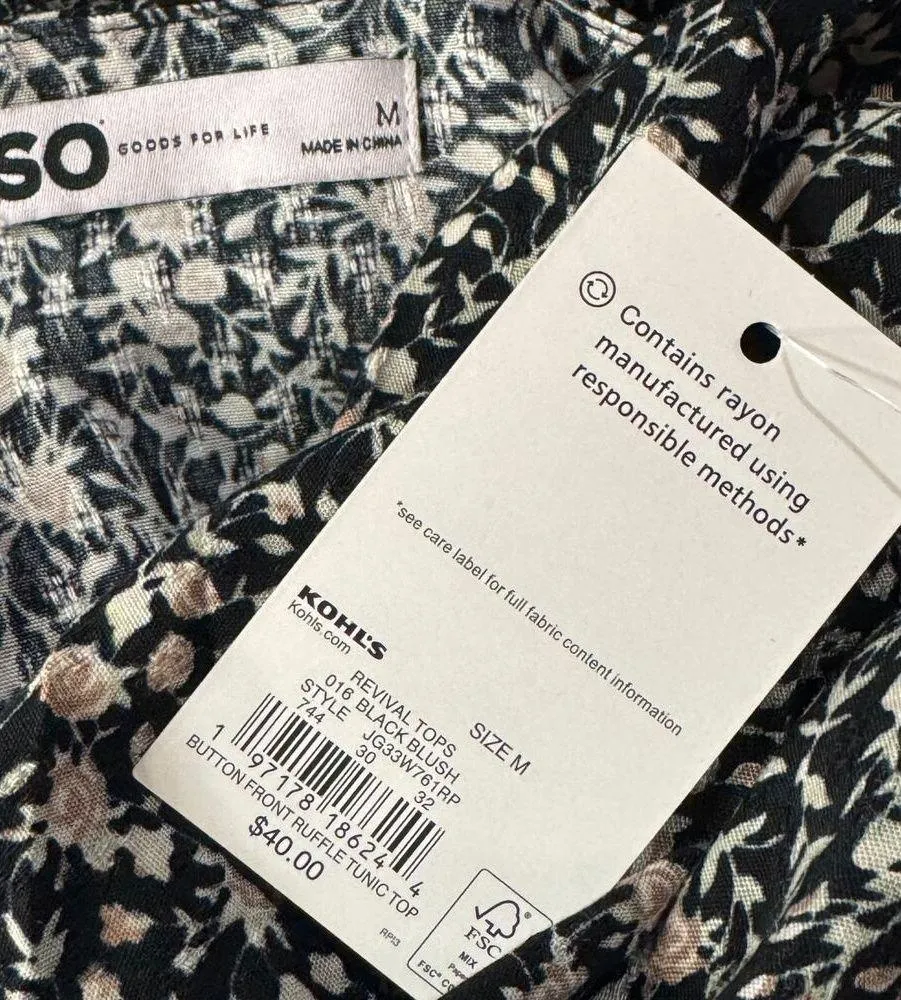 SO
GOODS FOR LIFE
M
MADE IN CHINA
Contains rayon
manufactured using
responsible methods*
*see care label for full fabric content information
KOHL'S
Kohls.com
REVIVAL TOPS
016 BLACK BLUSH
SIZE M
STYLE JG33W761RP
744 30 32
1 97178 18624 4
BUTTON FRONT RUFFLE TUNIC TOP
$40.00
RPI3
FSC
MIX